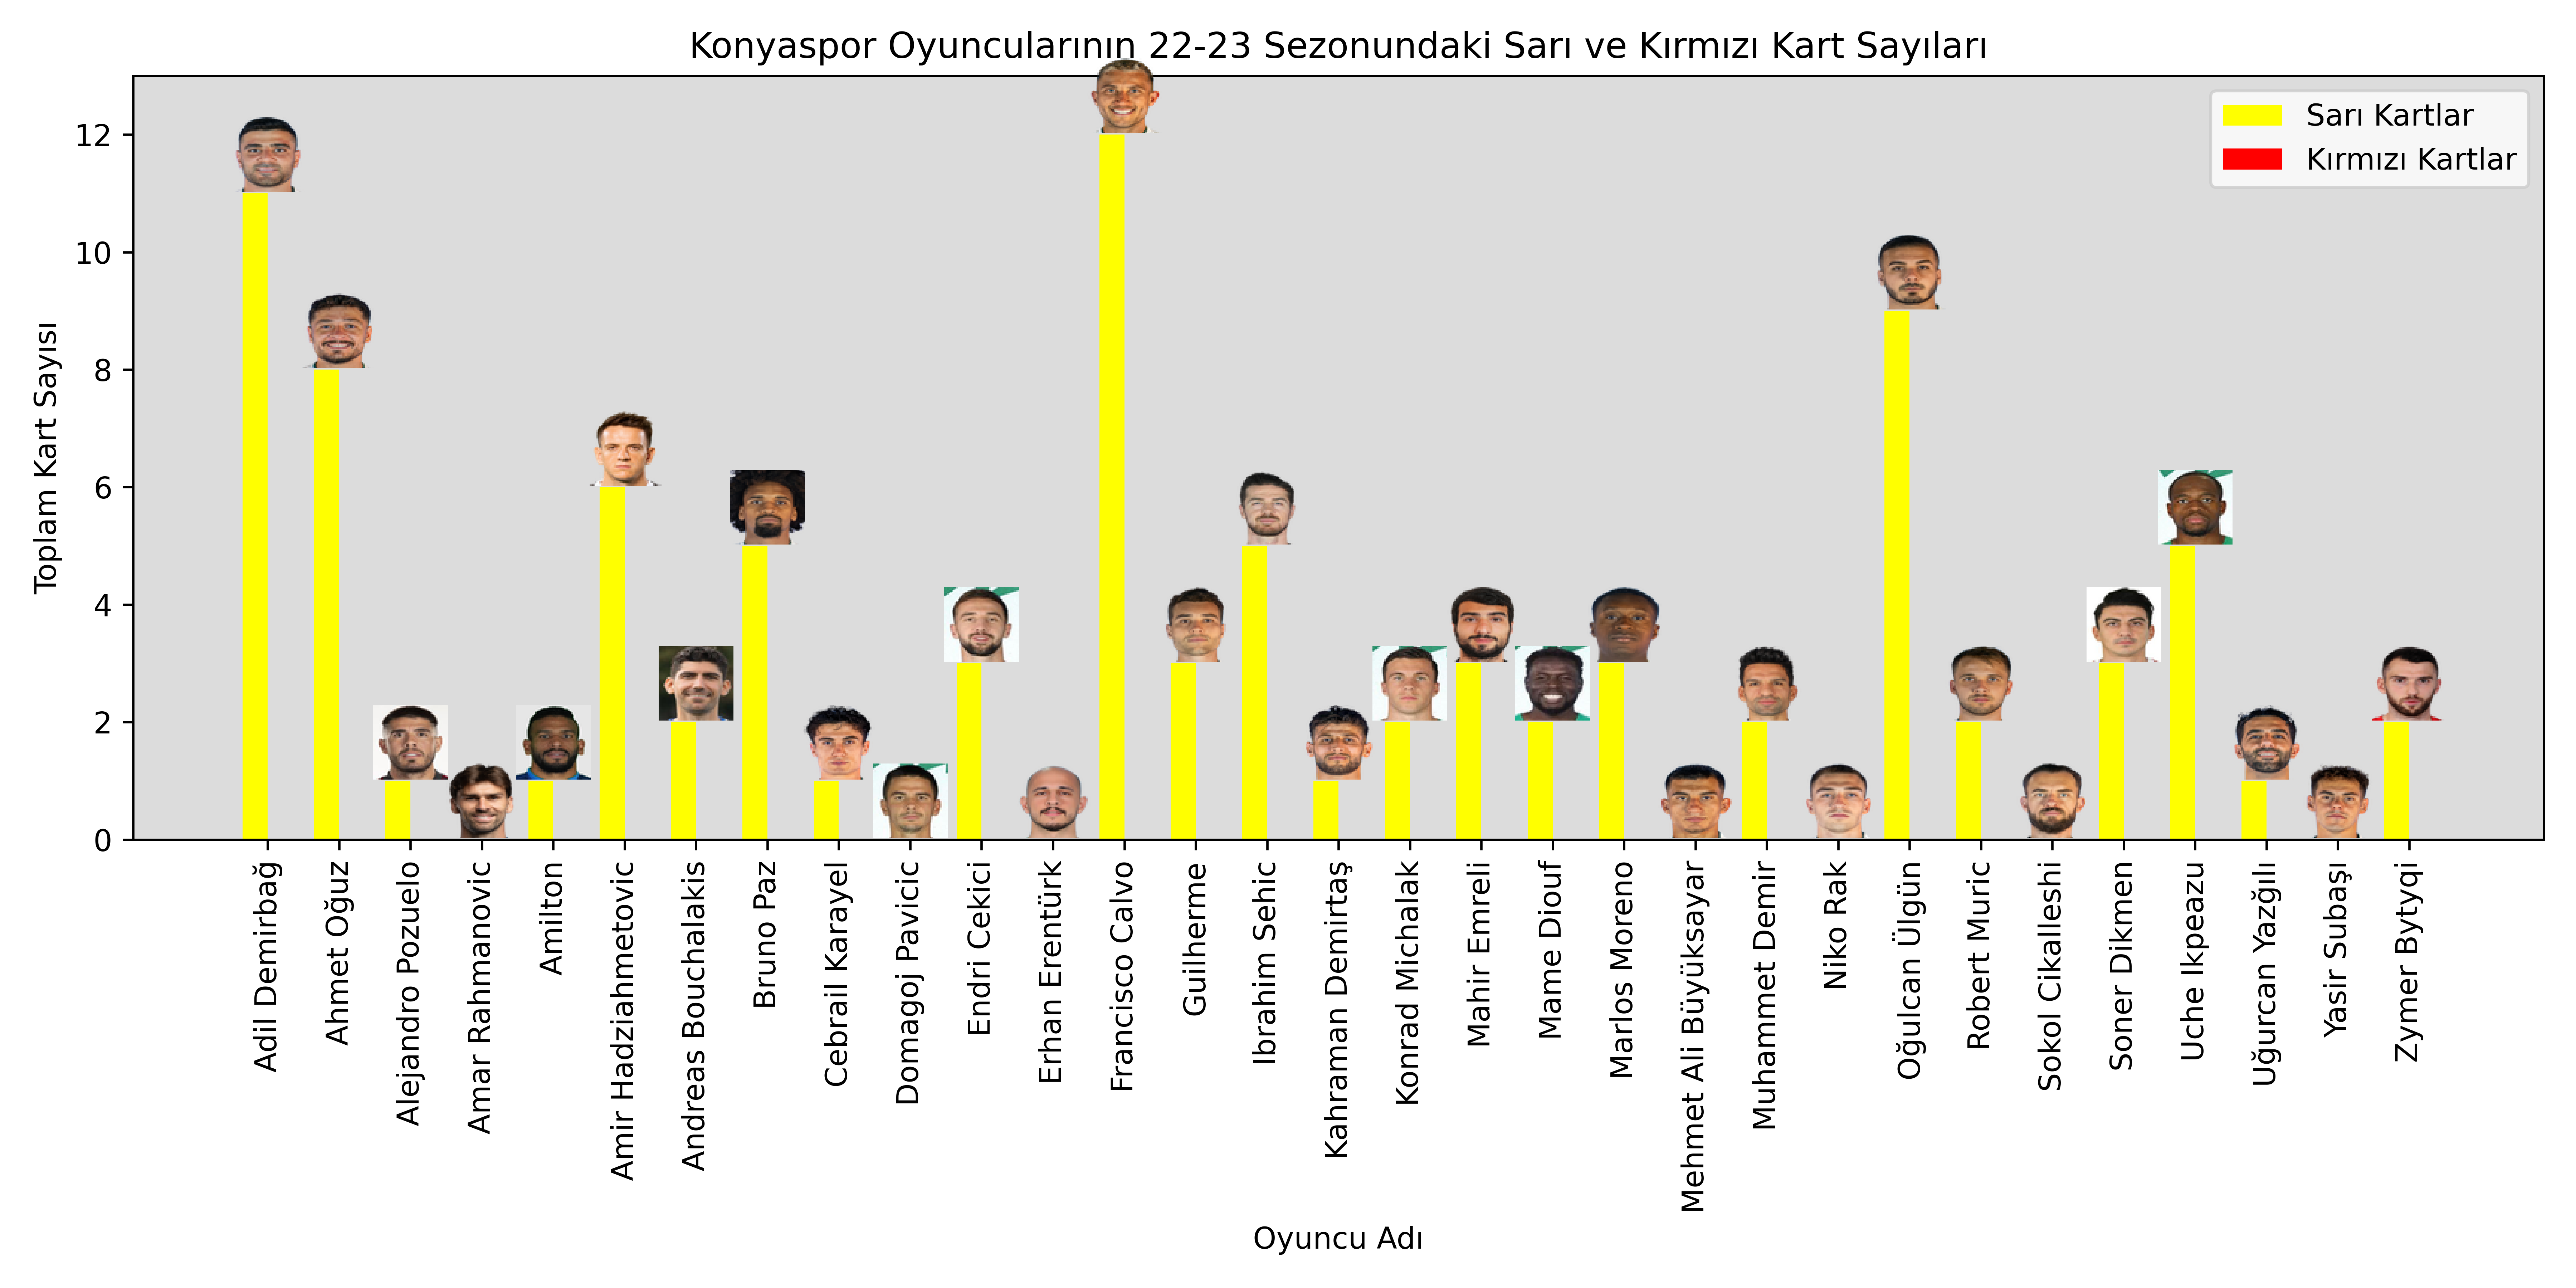 Konyaspor Oyuncularının 22-23 Sezonundaki Sarı ve Kırmızı Kart Sayıları
Sarı Kartlar
Kırmızı Kartlar
Toplam Kart Sayısı
12
10
8
6
4
2
0
Adil Demirbağ
Ahmet Oğuz
Alejandro Pozuelo
Amar Rahmanovic
Amilton
Amir Hadziahmetovic
Andreas Bouchalakis
Bruno Paz
Cebrail Karayel
Domagoj Pavicic
Endri Cekici
Erhan Erentürk
Francisco Calvo
Guilherme
Ibrahim Sehic
Kahraman Demirtaş
Konrad Michalak
Mahir Emreli
Mame Diouf
Marlos Moreno
Mehmet Ali Büyüksayar
Muhammet Demir
Niko Rak
Oğulcan Ülgün
Robert Muric
Sokol Cikalleshi
Soner Dikmen
Uche Ikpeazu
Uğurcan Yazğılı
Yasir Subaşı
Zymer Bytyqi
Oyuncu Adı